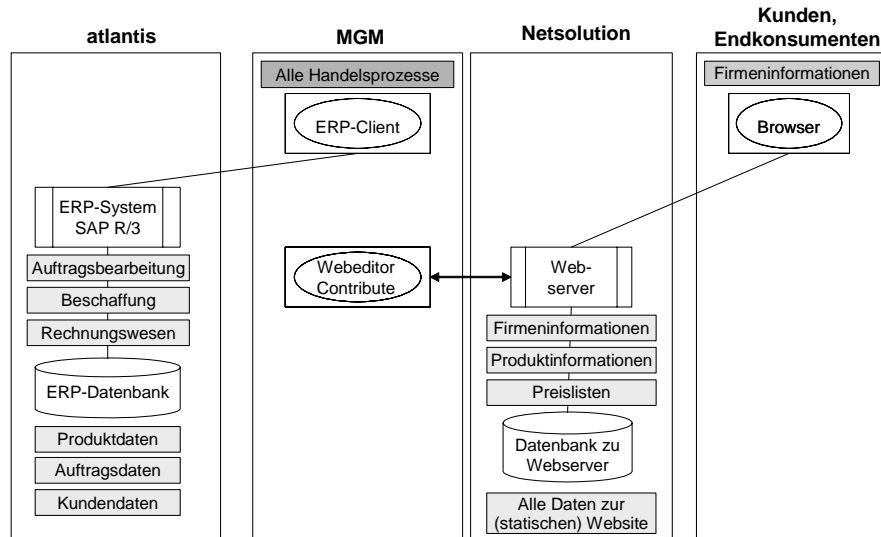 atlantis
MGM
Netsolution
Kunden,
Endkonsumenten
Alle Handelsprozesse
Firmeninformationen
ERP-Client
Browser
ERP-System
SAP R/3
Auftragsbearbeitung
Beschaffung
Rechnungswesen
ERP-Datenbank
Produktdaten
Auftragsdaten
Kundendaten
Webeditor
Contribute
Web-
server
Firmeninformationen
Produktinformationen
Preislisten
Datenbank zu
Webserver
Alle Daten zur
(statischen) Website